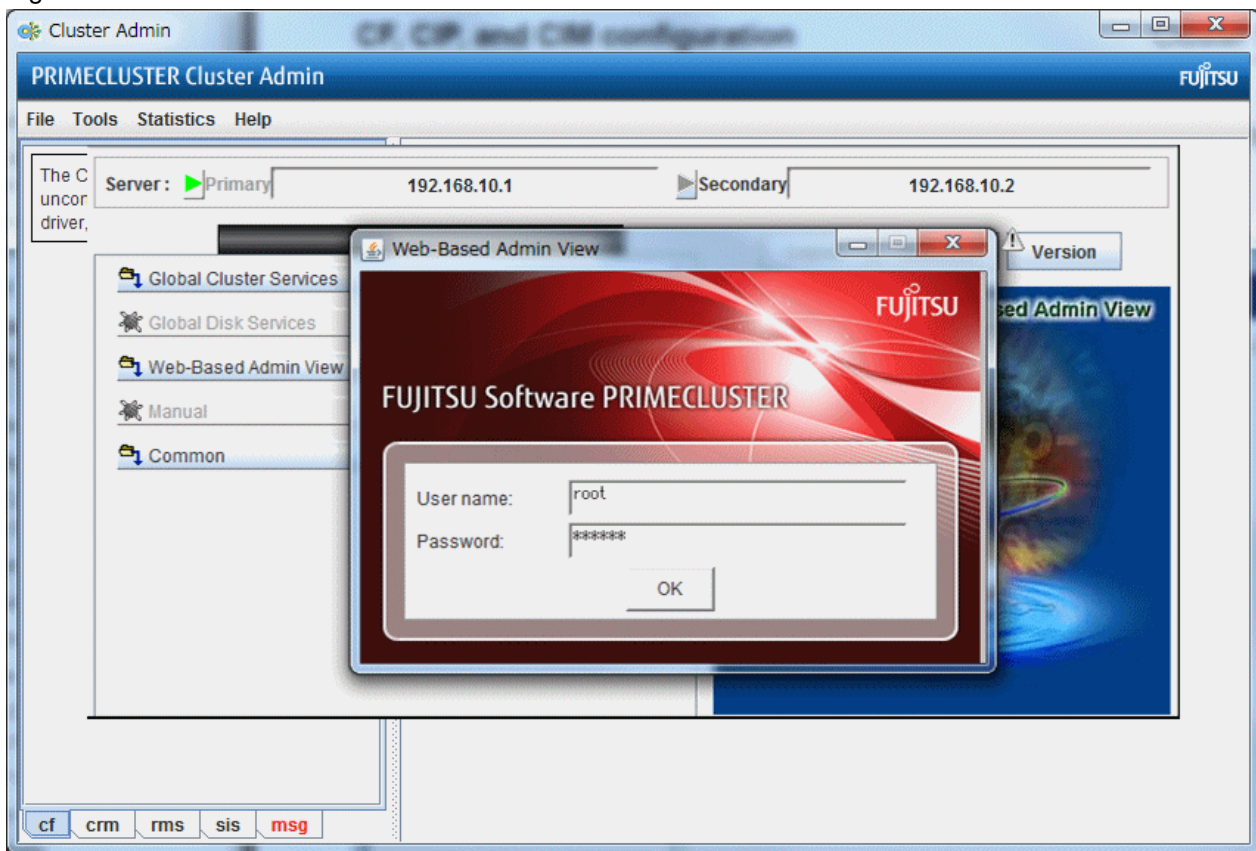 Cluster Admin
CF, CIP, and CIM configuration
PRIMECLUSTER Cluster Admin
FUJITSU
File Tools Statistics Help
The C
uncor
driver,
Server : Primary 192.168.10.1 Secondary 192.168.10.2
Web-Based Admin View
Version
Global Cluster Services
Global Disk Services
Web-Based Admin View
Manual
Common
sed Admin View
FUJITSU
FUJITSU Software PRIMECLUSTER
User name: root
Password: ******
OK
cf crm rms sis msg